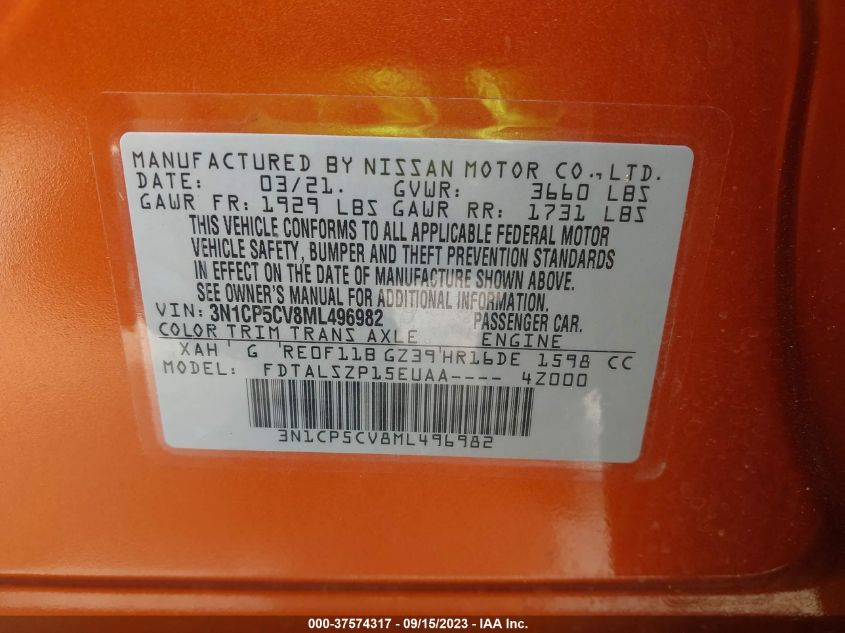 MANUFACTURED BY NISSAN MOTOR CO.,LTD.
DATE: 03/21. GVWR: 3660 LBS
GAWR FR: 1929 LBS GAWR RR: 1731 LBS
THIS VEHICLE CONFORMS TO ALL APPLICABLE FEDERAL MOTOR
VEHICLE SAFETY, BUMPER AND THEFT PREVENTION STANDARDS
IN EFFECT ON THE DATE OF MANUFACTURE SHOWN ABOVE.
SEE OWNER'S MANUAL FOR ADDITIONAL INFORMATION.
VIN: 3N1CP5CV8ML496982 PASSENGER CAR.
COLOR TRIM TRANS AXLE ENGINE
XAH ' G ' RE0F11B GZ39'HR16DE 1598 CC
MODEL: FDTALSZP15EUAA---- 4Z000
3N1CP5CV8ML496982
000-37574317 - 09/15/2023 - IAA Inc.